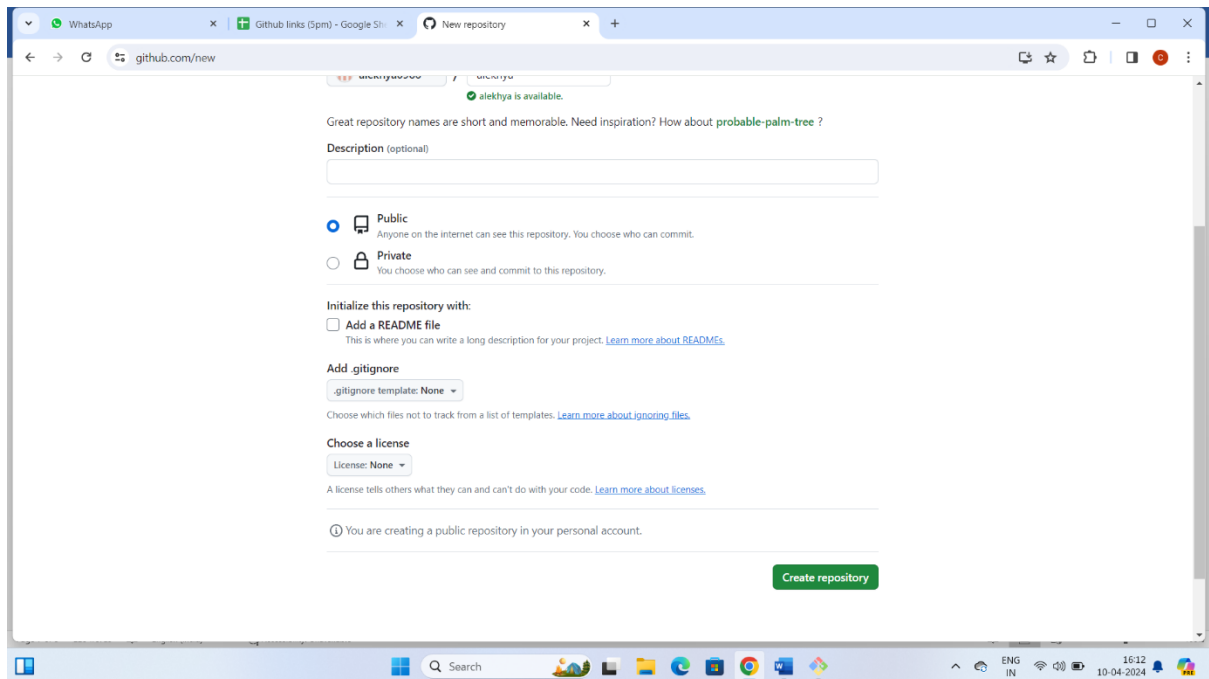 WhatsApp
Github links (5pm) - Google She
New repository
github.com/new
C
/
alekhya is available.
Great repository names are short and memorable. Need inspiration? How about probable-palm-tree ?
Description (optional)
Public
Anyone on the internet can see this repository. You choose who can commit.
Private
You choose who can see and commit to this repository.
Initialize this repository with:
Add a README file
This is where you can write a long description for your project. Learn more about READMEs.
Add .gitignore
.gitignore template: None
Choose which files not to track from a list of templates. Learn more about ignoring files.
Choose a license
License: None
A license tells others what they can and can't do with your code. Learn more about licenses.
You are creating a public repository in your personal account.
Create repository
Search
ENG
IN
16:12
10-04-2024
PRE